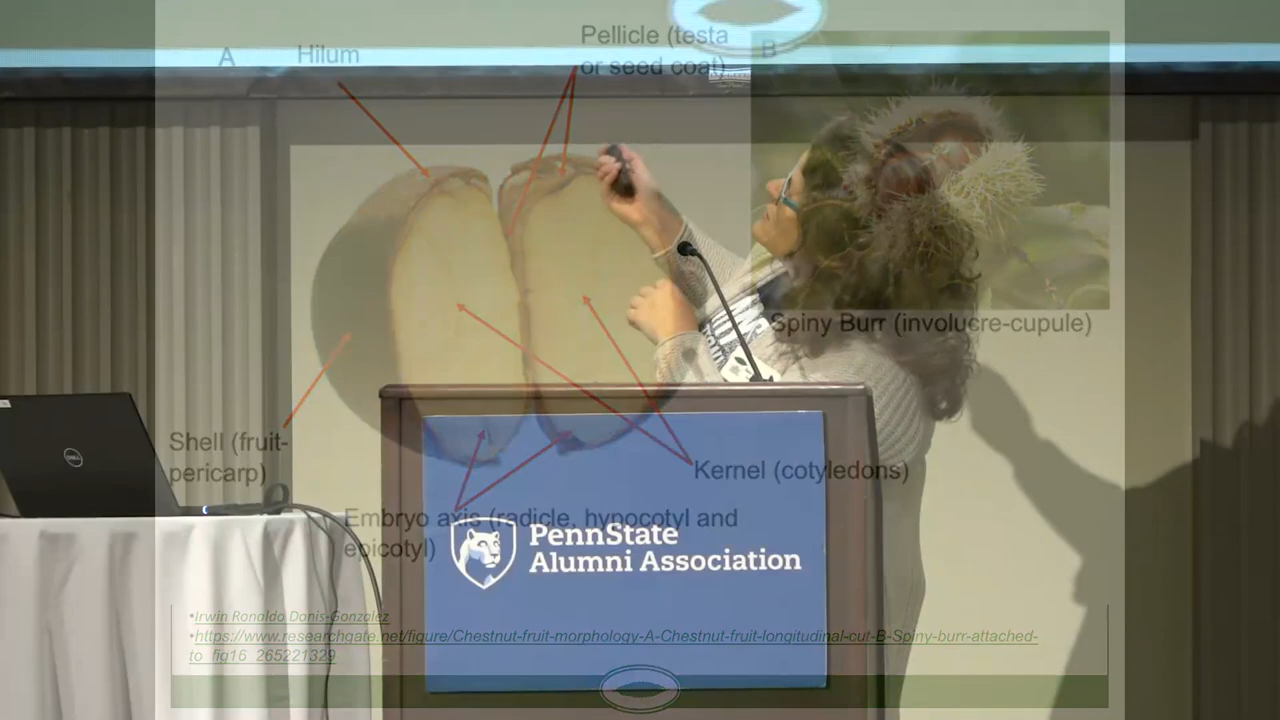 A
Hilum
Pellicle (testa
or seed coat)
B
Spiny Burr (involucre-cupule)
Shell (fruit-
pericarp)
Kernel (cotyledons)
Embryo axis (radicle, hypocotyl and
epicotyl)
PennState
Alumni Association
DELL
•Irwin Ronaldo Donis-Gonzalez
•https://www.researchgate.net/figure/Chestnut-fruit-morphology-A-Chestnut-fruit-longitudinal-cut-B-Spiny-burr-attached-
to_fig16_265221329